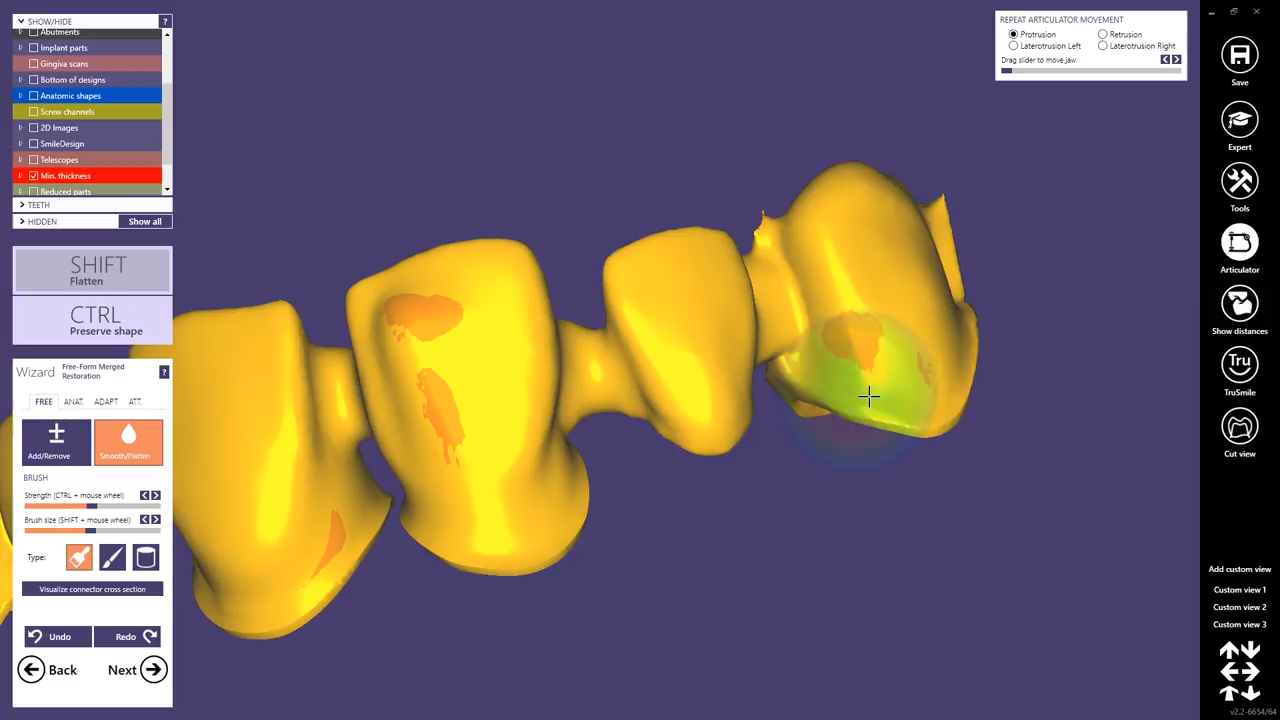 SHOW/HIDE
?
Abutments
Implant parts
Gingiva scans
Bottom of designs
Anatomic shapes
Screw channels
2D Images
SmileDesign
Telescopes
Min. thickness
Reduced parts
TEETH
HIDDEN
Show all
SHIFT
Flatten
CTRL
Preserve shape
Wizard
Free-Form Merged
Restoration
?
FREE
ANAT.
ADAPT.
ATT.
Add/Remove
Smooth/Flatten
BRUSH
Strength (CTRL + mouse wheel)
Brush size (SHIFT + mouse wheel)
Type:
Visualize connector cross section
Undo
Redo
Back
Next
REPEAT ARTICULATOR MOVEMENT
Protrusion
Retrusion
Laterotrusion Left
Laterotrusion Right
Drag slider to move jaw
Save
Expert
Tools
Articulator
Show distances
Tru
TruSmile
Cut view
Add custom view
Custom view 1
Custom view 2
Custom view 3
v2.2-6654/64